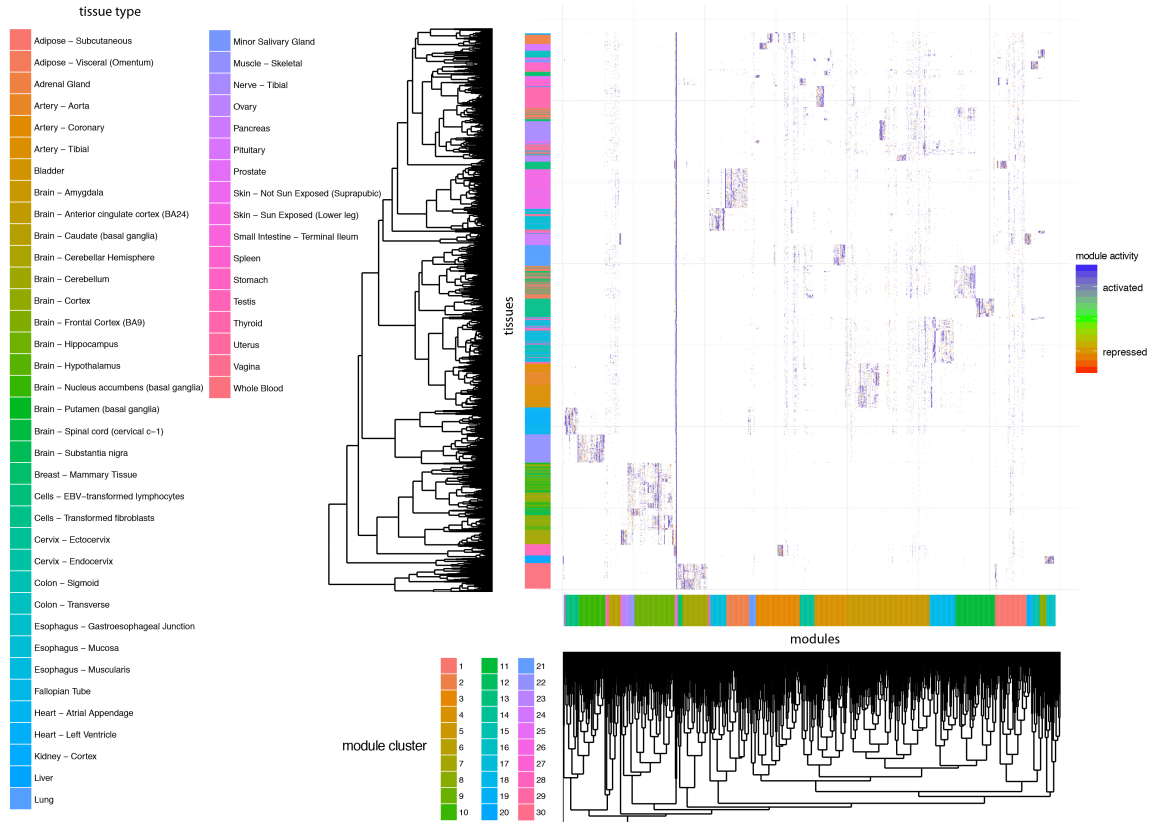 tissue type
Adipose − Subcutaneous
Adipose − Visceral (Omentum)
Adrenal Gland
Artery − Aorta
Artery − Coronary
Artery − Tibial
Bladder
Brain − Amygdala
Brain − Anterior cingulate cortex (BA24)
Brain − Caudate (basal ganglia)
Brain − Cerebellar Hemisphere
Brain − Cerebellum
Brain − Cortex
Brain − Frontal Cortex (BA9)
Brain − Hippocampus
Brain − Hypothalamus
Brain − Nucleus accumbens (basal ganglia)
Brain − Putamen (basal ganglia)
Brain − Spinal cord (cervical c−1)
Brain − Substantia nigra
Breast − Mammary Tissue
Cells − EBV−transformed lymphocytes
Cells − Transformed fibroblasts
Cervix − Ectocervix
Cervix − Endocervix
Colon − Sigmoid
Colon − Transverse
Esophagus − Gastroesophageal Junction
Esophagus − Mucosa
Esophagus − Muscularis
Fallopian Tube
Heart − Atrial Appendage
Heart − Left Ventricle
Kidney − Cortex
Liver
Lung
Minor Salivary Gland
Muscle − Skeletal
Nerve − Tibial
Ovary
Pancreas
Pituitary
Prostate
Skin − Not Sun Exposed (Suprapubic)
Skin − Sun Exposed (Lower leg)
Small Intestine − Terminal Ileum
Spleen
Stomach
Testis
Thyroid
Uterus
Vagina
Whole Blood
tissues
module activity
activated
repressed
modules
module cluster
1
2
3
4
5
6
7
8
9
10
11
12
13
14
15
16
17
18
19
20
21
22
23
24
25
26
27
28
29
30